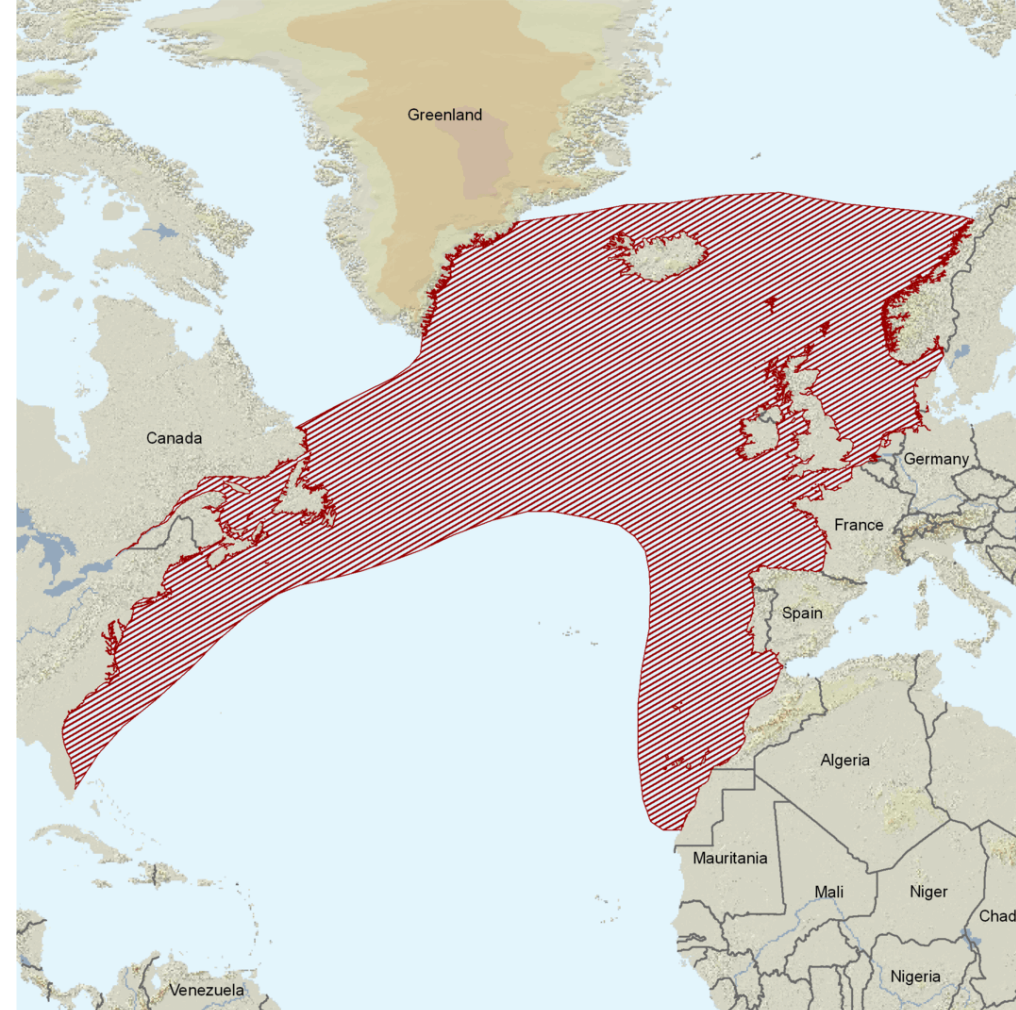 Greenland
Canada
Germany
France
Spain
Algeria
Mauritania
Mali
Niger
Chad
Nigeria
Venezuela